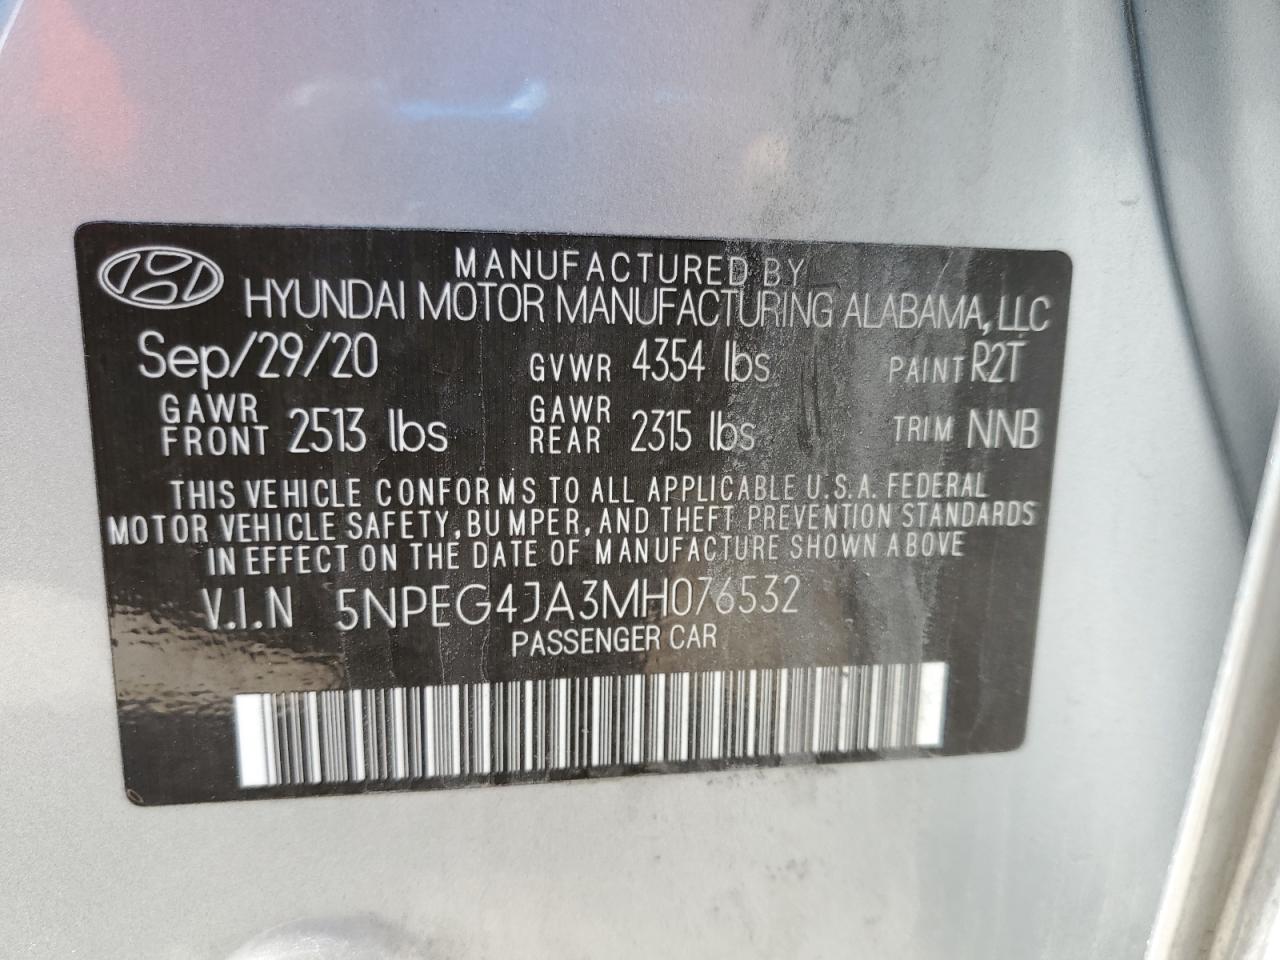 MANUFACTURED BY
HYUNDAI MOTOR MANUFACTURING ALABAMA, LLC
Sep/29/20 GVWR 4354 lbs PAINT R2T
GAWR FRONT 2513 lbs GAWR REAR 2315 lbs TRIM NNB
THIS VEHICLE CONFORMS TO ALL APPLICABLE U.S.A. FEDERAL
MOTOR VEHICLE SAFETY, BUMPER, AND THEFT PREVENTION STANDARDS
IN EFFECT ON THE DATE OF MANUFACTURE SHOWN ABOVE
V.I.N 5NPEG4JA3MH076532
PASSENGER CAR